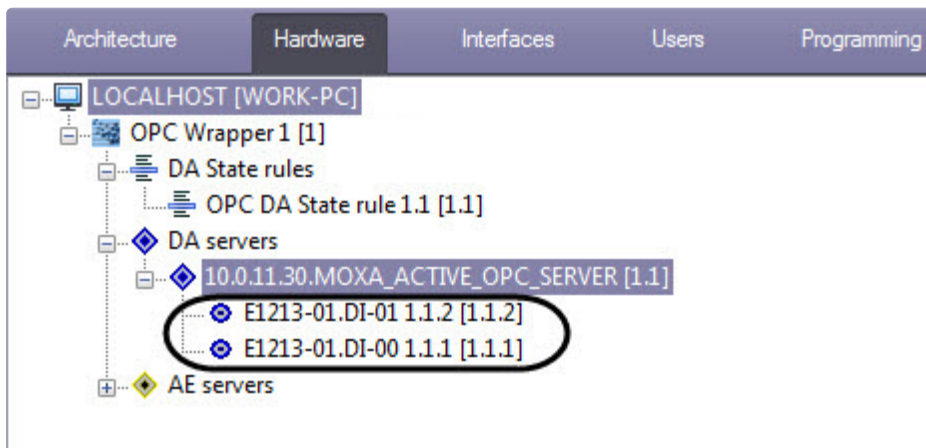 Architecture Hardware Interfaces Users Programming
LOCALHOST [WORK-PC]
OPC Wrapper 1 [1]
DA State rules
OPC DA State rule 1.1 [1.1]
DA servers
10.0.11.30.MOXA_ACTIVE_OPC_SERVER [1.1]
E1213-01.DI-01 1.1.2 [1.1.2]
E1213-01.DI-00 1.1.1 [1.1.1]
AE servers